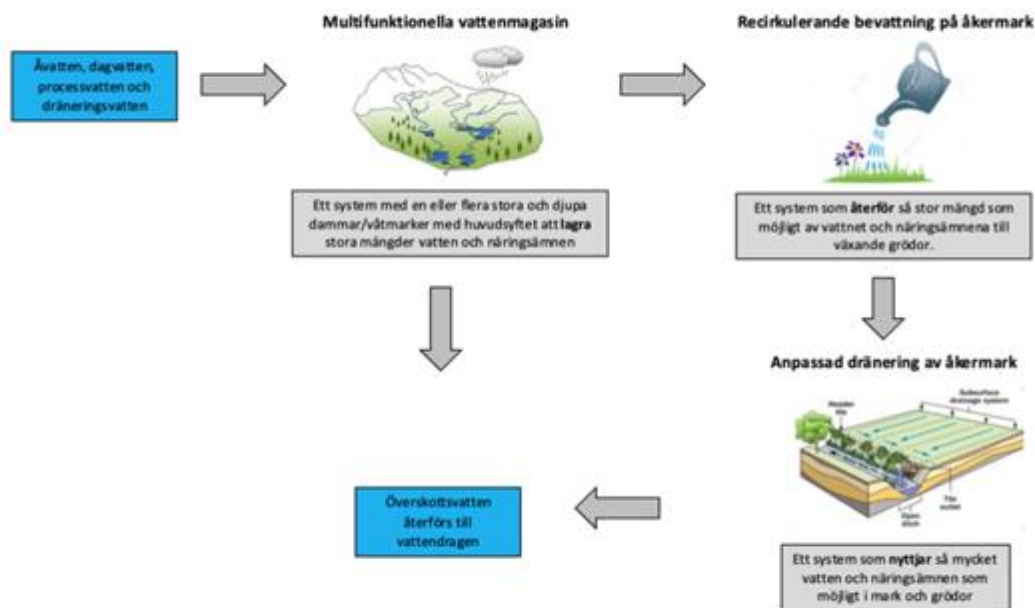 Multifunktionella vattenmagasin
Recirkulerande bevattning på åkermark
Åvatten, dagvatten,
processvatten och
dräneringsvatten
Ett system med en eller flera stora och djupa
dammar/våtmarker med huvudsyftet att lagra
stora mängder vatten och näringsämnen
Ett system som återför så stor mängd som
möjligt av vattnet och näringsämnena till
växande grödor.
Anpassad dränering av åkermark
Subsurface
drainage system
Header
tile
Tile
outlet
Open
ditch
Överskottsvatten
återförs till
vattendragen
Ett system som nyttjar så mycket
vatten och näringsämnen som
möjligt i mark och grödor